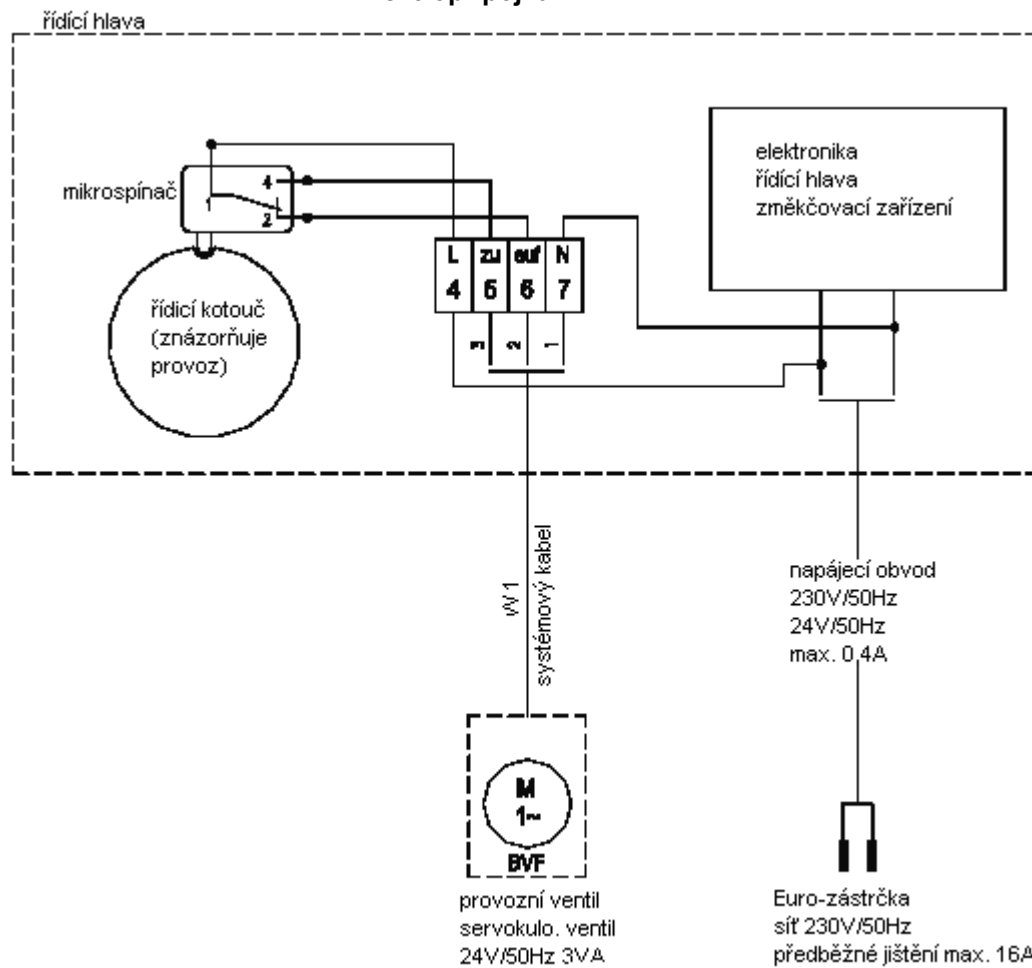 řídící hlava
elektronika
řídící hlava
změkčovací zařízení
mikrospínač
1
4
2
L zu auf N
4 5 6 7
3 2 1
řídicí kotouč
(znázorňuje
provoz)
W1
systémový kabel
napájecí obvod
230V/50Hz
24V/50Hz
max. 0,4A
M
1~
BVF
provozní ventil
servokulo. ventil
24V/50Hz 3VA
Euro-zástrčka
síť 230V/50Hz
předběžné jištění max. 16A